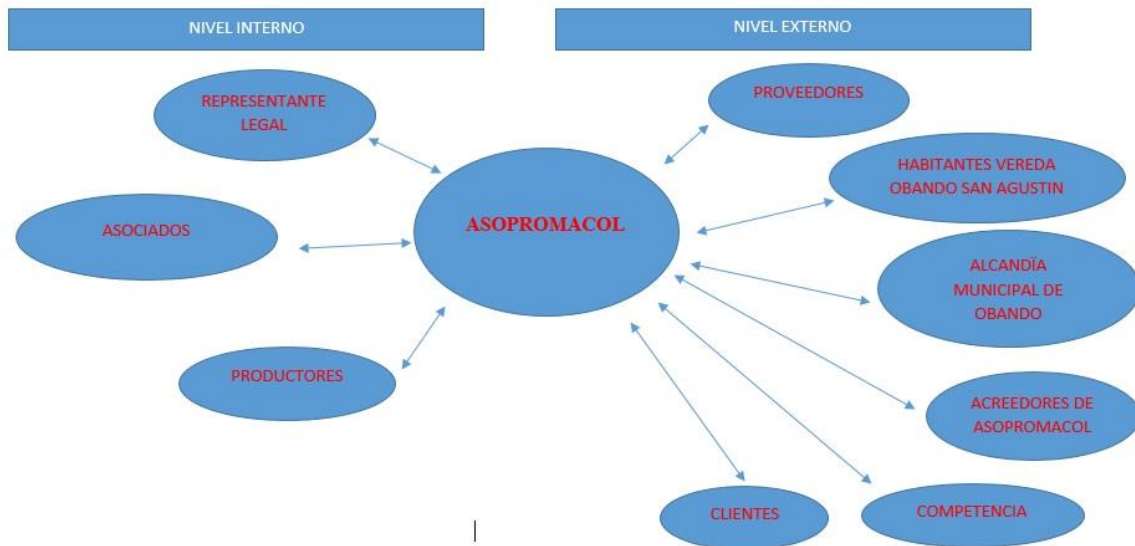 NIVEL INTERNO
NIVEL EXTERNO
REPRESENTANTE
LEGAL
PROVEEDORES
HABITANTES VEREDA
OBANDO SAN AGUSTIN
ASOPROMACOL
ASOCIADOS
ALCANDÏA
MUNICIPAL DE
OBANDO
PRODUCTORES
ACREEDORES DE
ASOPROMACOL
CLIENTES
COMPETENCIA